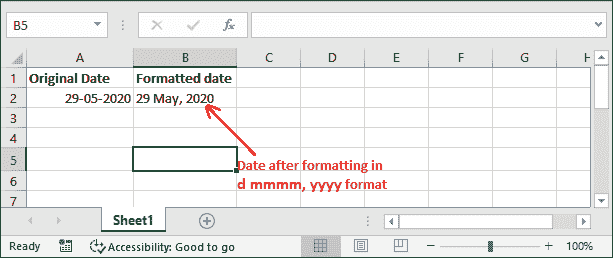 B5
fx
A B C D E F G H
1 Original Date Formatted date
2 29-05-2020 29 May, 2020
3
4
5 Date after formatting in
6 d mmmm, yyyy format
7
Sheet1
Ready Accessibility: Good to go 100%